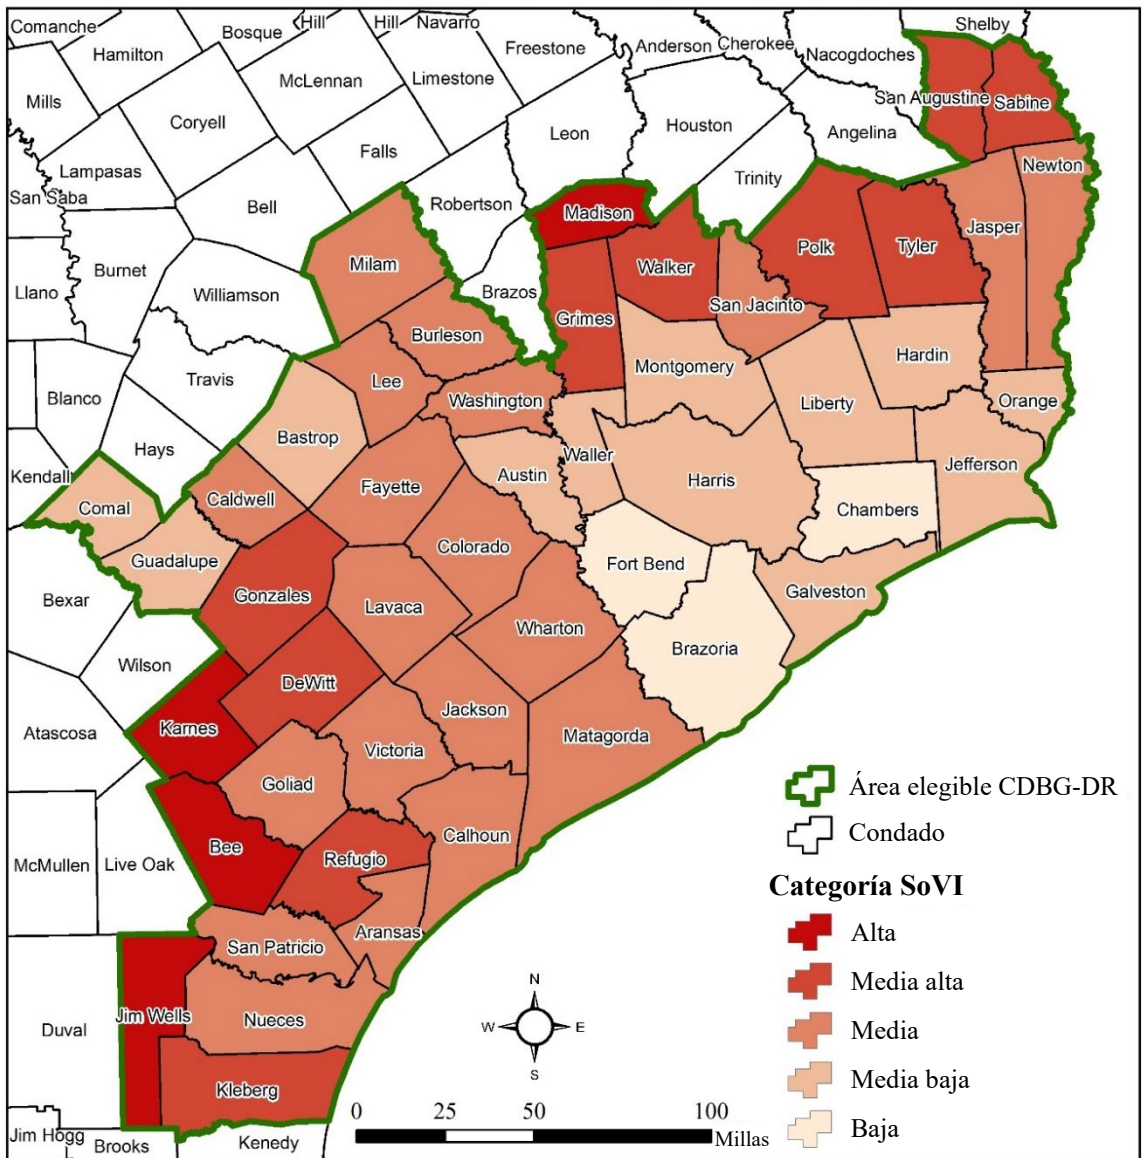 Comanche
Hamilton
Bosque
Hill
Hill
Navarro
Freestone
Anderson
Cherokee
Nacogdoches
Shelby
Mills
Coryell
McLennan
Limestone
Leon
Houston
Angelina
San Augustine
Sabine
Lampasas
Falls
Trinity
Newton
San Saba
Bell
Robertson
Madison
Jasper
Burnet
Milam
Walker
Polk
Tyler
Llano
Williamson
Brazos
Grimes
San Jacinto
Burleson
Montgomery
Hardin
Travis
Lee
Washington
Liberty
Orange
Blanco
Bastrop
Hays
Austin
Waller
Harris
Jefferson
Kendall
Comal
Caldwell
Fayette
Chambers
Guadalupe
Colorado
Fort Bend
Galveston
Bexar
Gonzales
Lavaca
Wharton
Brazoria
Wilson
DeWitt
Jackson
Atascosa
Karnes
Victoria
Matagorda
Goliad
McMullen
Live Oak
Bee
Refugio
Calhoun
San Patricio
Aransas
Duval
Jim Wells
Nueces
Kleberg
Jim Hogg
Brooks
Kenedy
N
W
E
S
0
25
50
100
Millas
Área elegible CDBG-DR
Condado
Categoría SoVI
Alta
Media alta
Media
Media baja
Baja